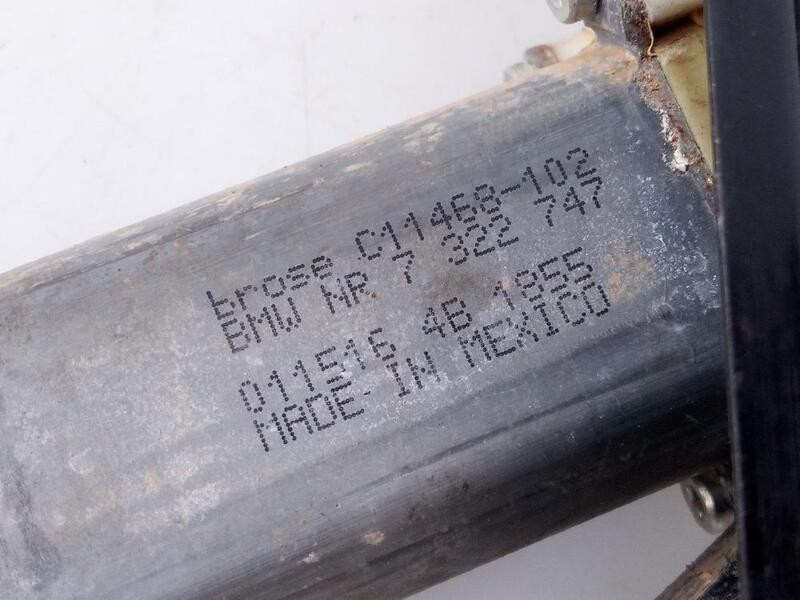 brose C11468-102
BMW NR. 7 322 747
011516 4B 1855
MADE IN MEXICO